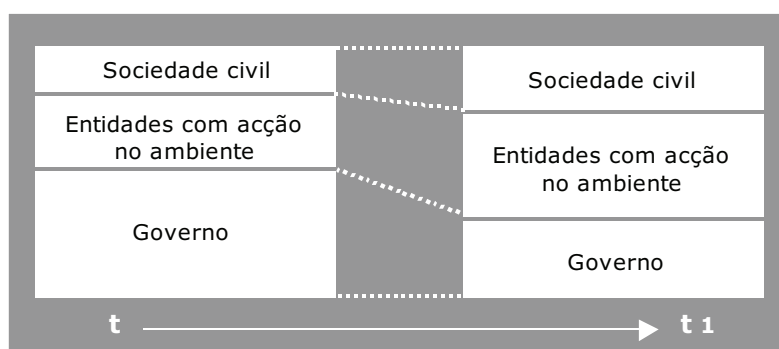 Sociedade civil
Entidades com acção
no ambiente
Governo
Sociedade civil
Entidades com acção
no ambiente
Governo
t
t 1